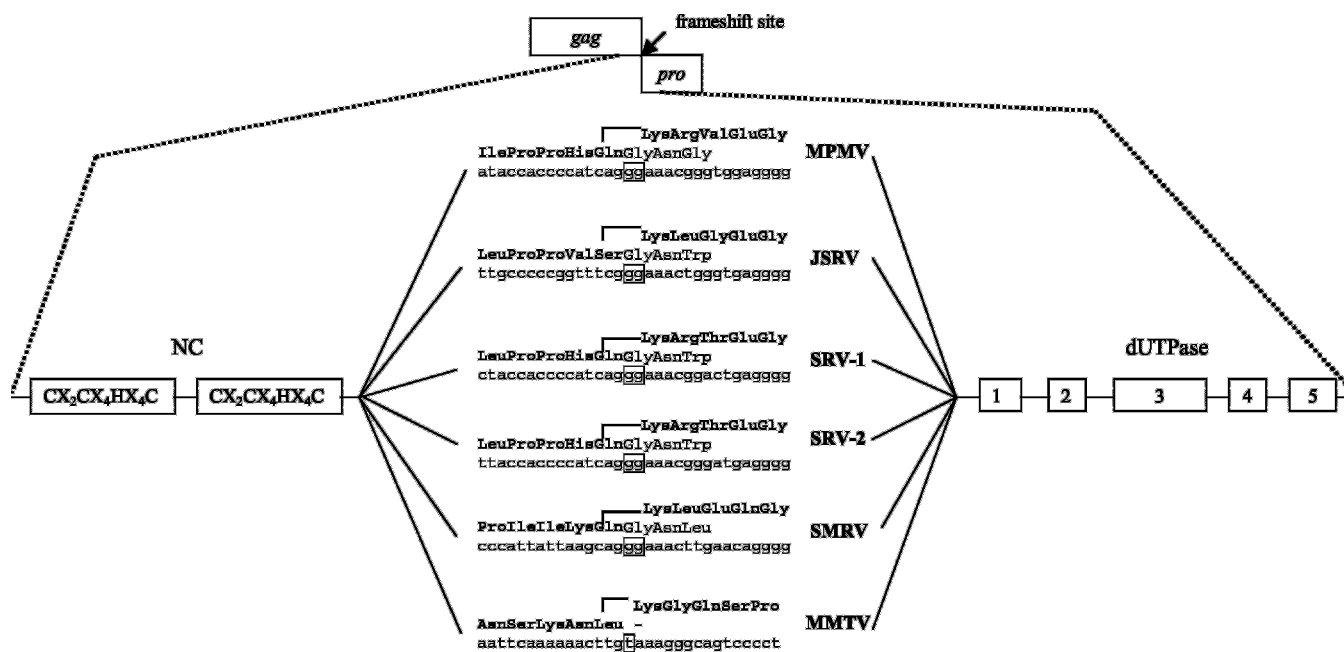 frameshift site
gag
pro
LysArgValGluGly
IleProProHisGlnGlyAsnGly
MPMV
ataccaccccatcagggaaacgggtggagggg
LysLeuGlyGluGly
LeuProProValSerGlyAsnTrp
JSRV
ttgcccccggtttcgggaaactgggtgagggg
LysArgThrGluGly
LeuProProHisGlnGlyAsnTrp
SRV-1
ctaccaccccatcagggaaacggactgagggg
LysArgThrGluGly
LeuProProHisGlnGlyAsnTrp
SRV-2
ttaccaccccatcagggaaacgggatgagggg
LysLeuGluGlnGly
ProIleIleLysGlnGlyAsnLeu
SMRV
cccattattaagcagggaaacttgaacagggg
LysGlyGlnSerPro
AsnSerLysAsnLeu -
MMTV
aattcaaaaaacttgtaaagggcagtcccct
NC
CX₂CX₄HX₄C CX₂CX₄HX₄C
dUTPase
1 2 3 4 5